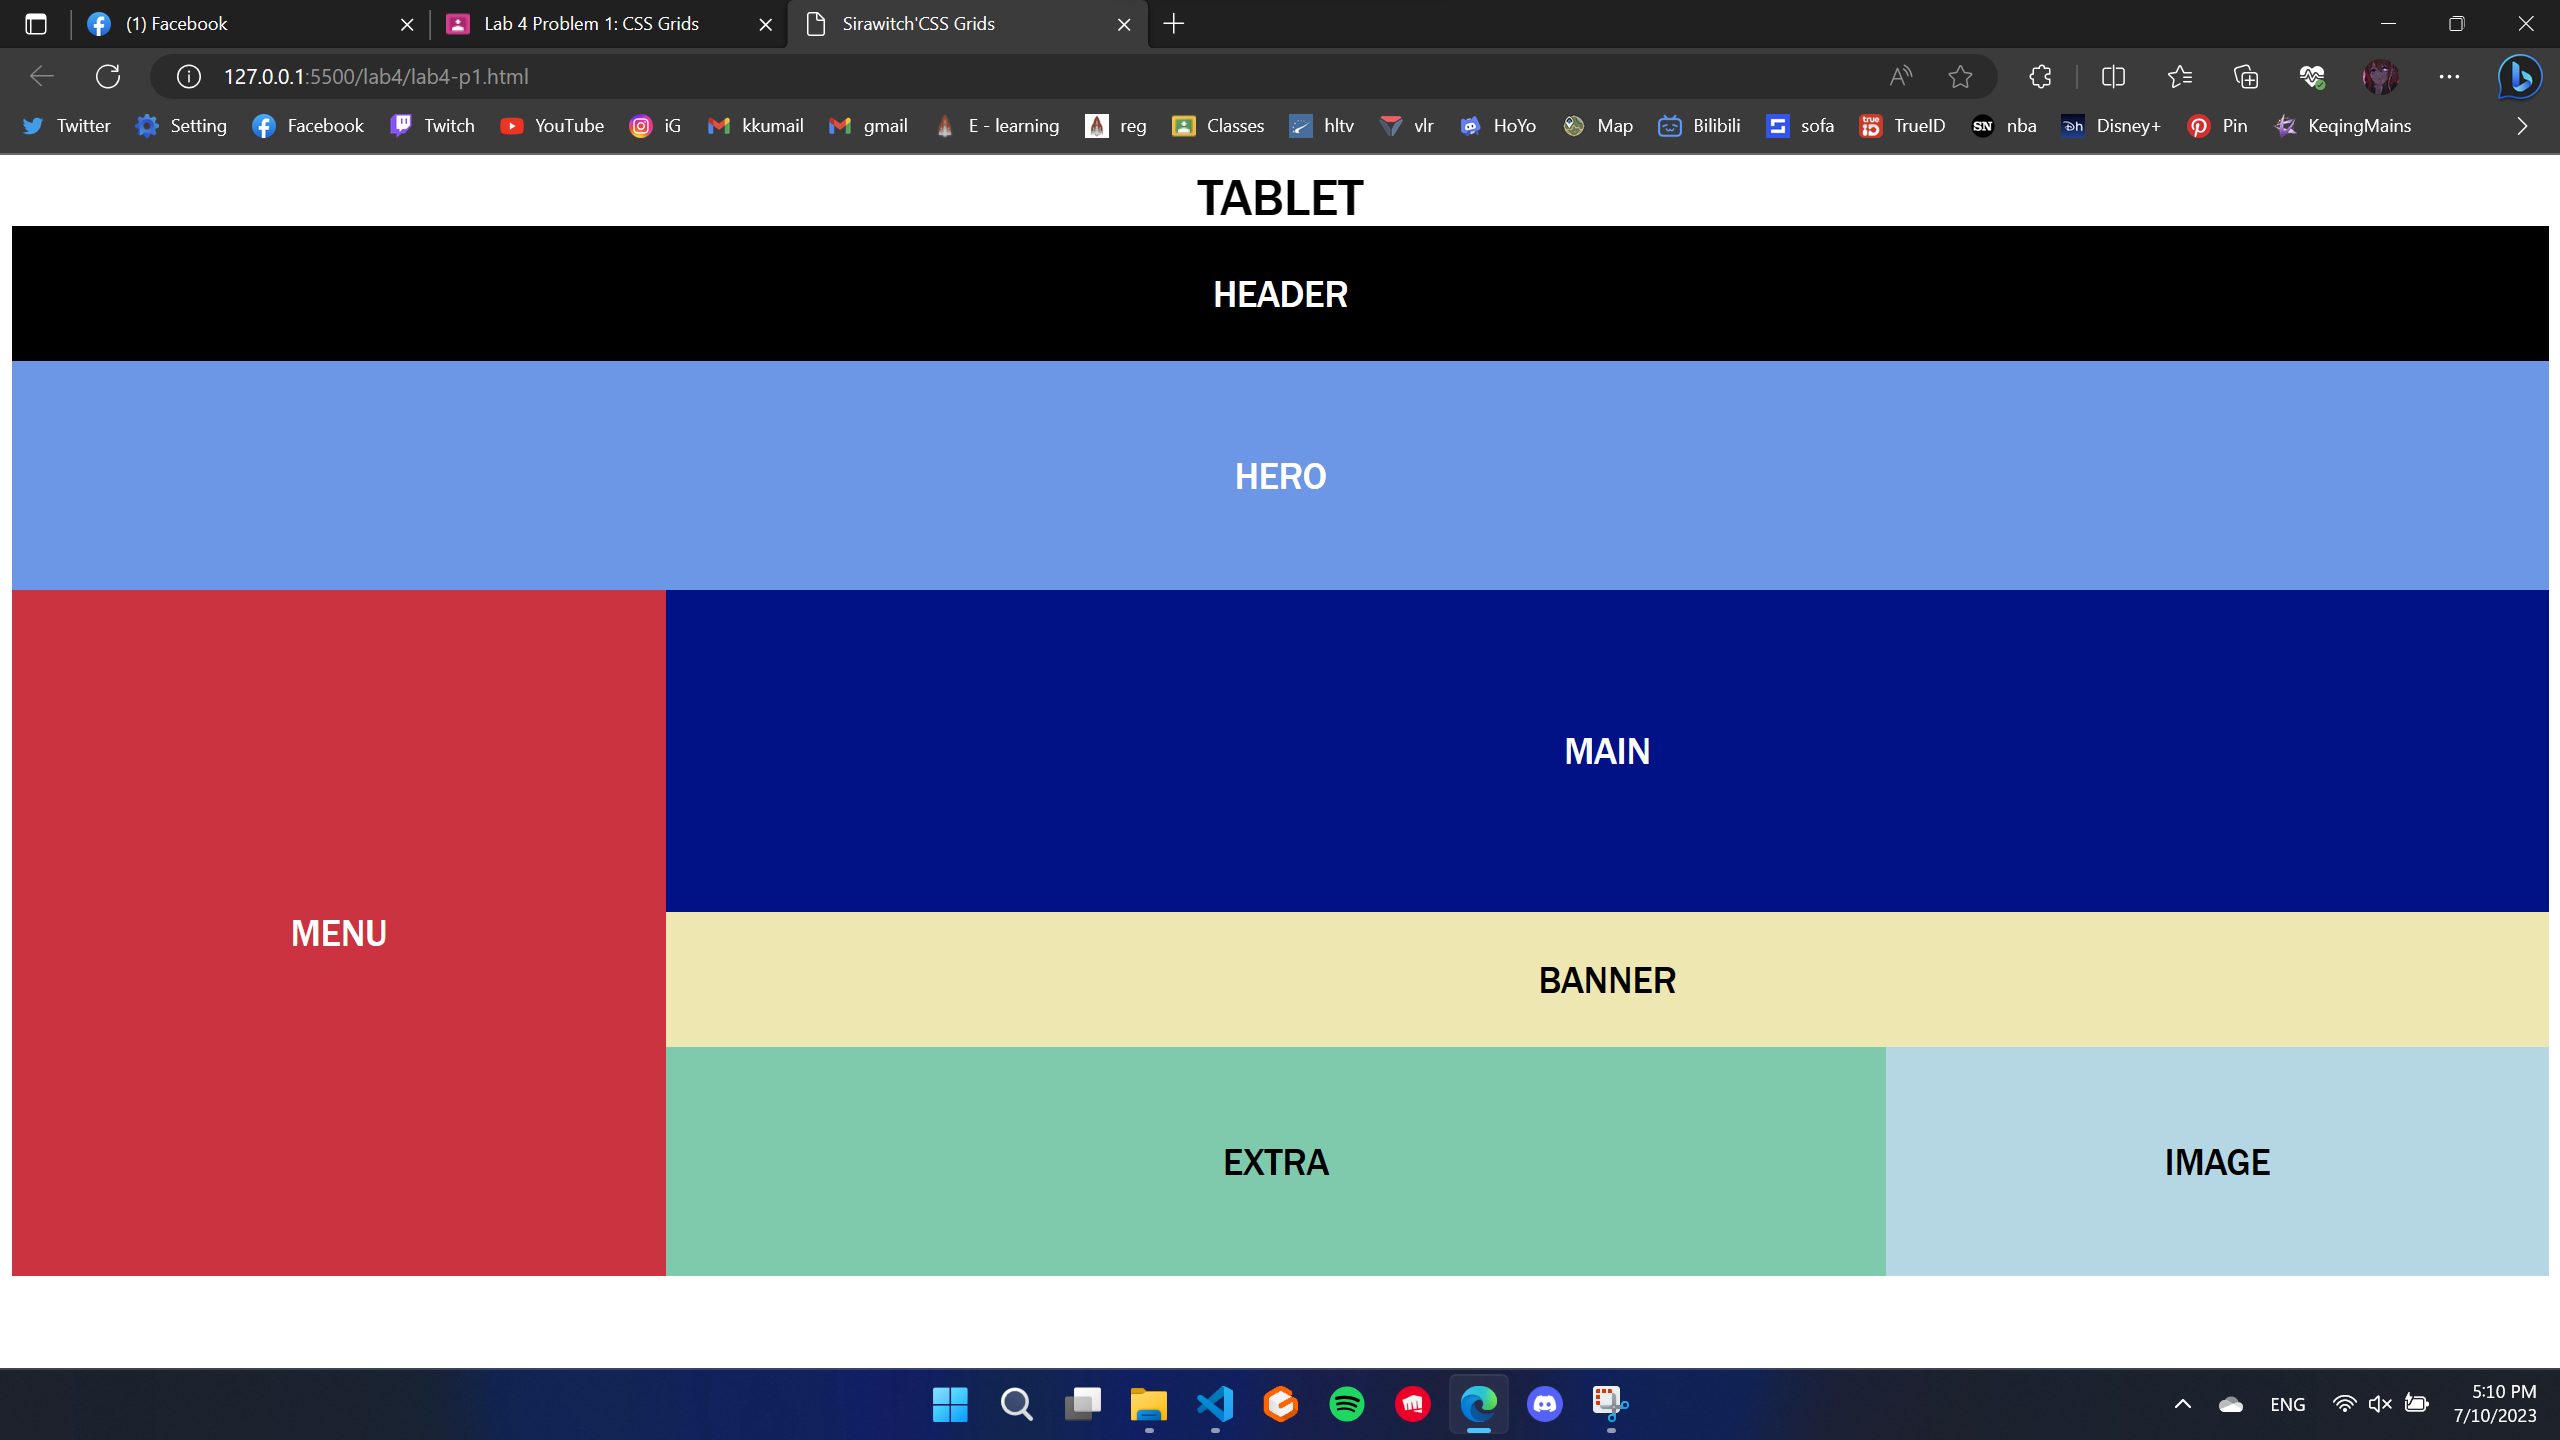 (1) Facebook
Lab 4 Problem 1: CSS Grids
Sirawitch'CSS Grids
127.0.0.1:5500/lab4/lab4-p1.html
Twitter Setting Facebook Twitch YouTube iG kkumail gmail E - learning reg Classes hltv vlr HoYo Map Bilibili sofa TrueID nba Disney+ Pin KeqingMains
TABLET
HEADER
HERO
MENU
MAIN
BANNER
EXTRA
IMAGE
ENG
5:10 PM
7/10/2023